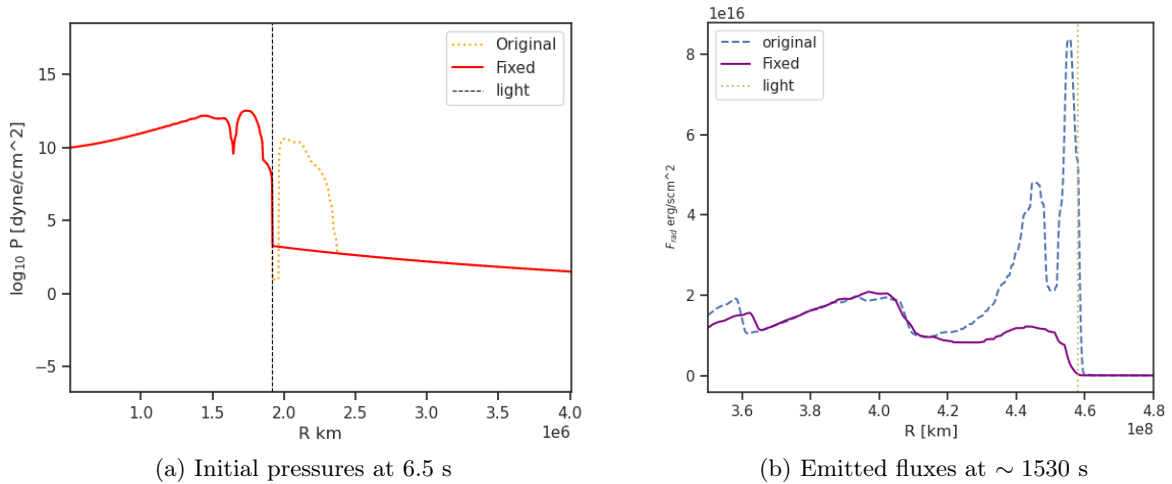 15
10
5
0
−5
log10 P [dyne/cm^2]
Original
Fixed
light
1.0 1.5 2.0 2.5 3.0 3.5 4.0
1e6
R km
(a) Initial pressures at 6.5 s
1e16
8
6
4
2
0
F_rad erg/scm^2
original
Fixed
light
3.6 3.8 4.0 4.2 4.4 4.6 4.8
1e8
R [km]
(b) Emitted fluxes at ∼ 1530 s